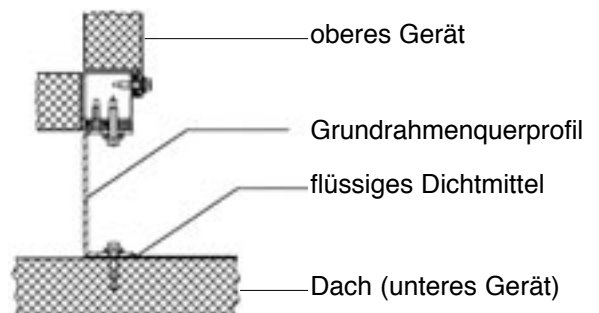 oberes Gerät
Grundrahmenquerprofil
flüssiges Dichtmittel
Dach (unteres Gerät)